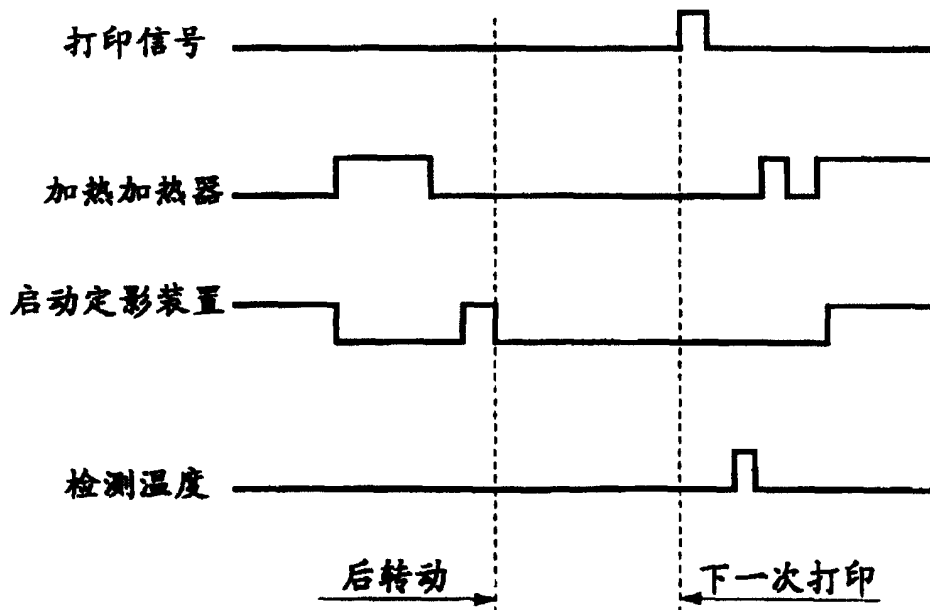 打印信号
加热加热器
启动定影装置
检测温度
后转动
下一次打印